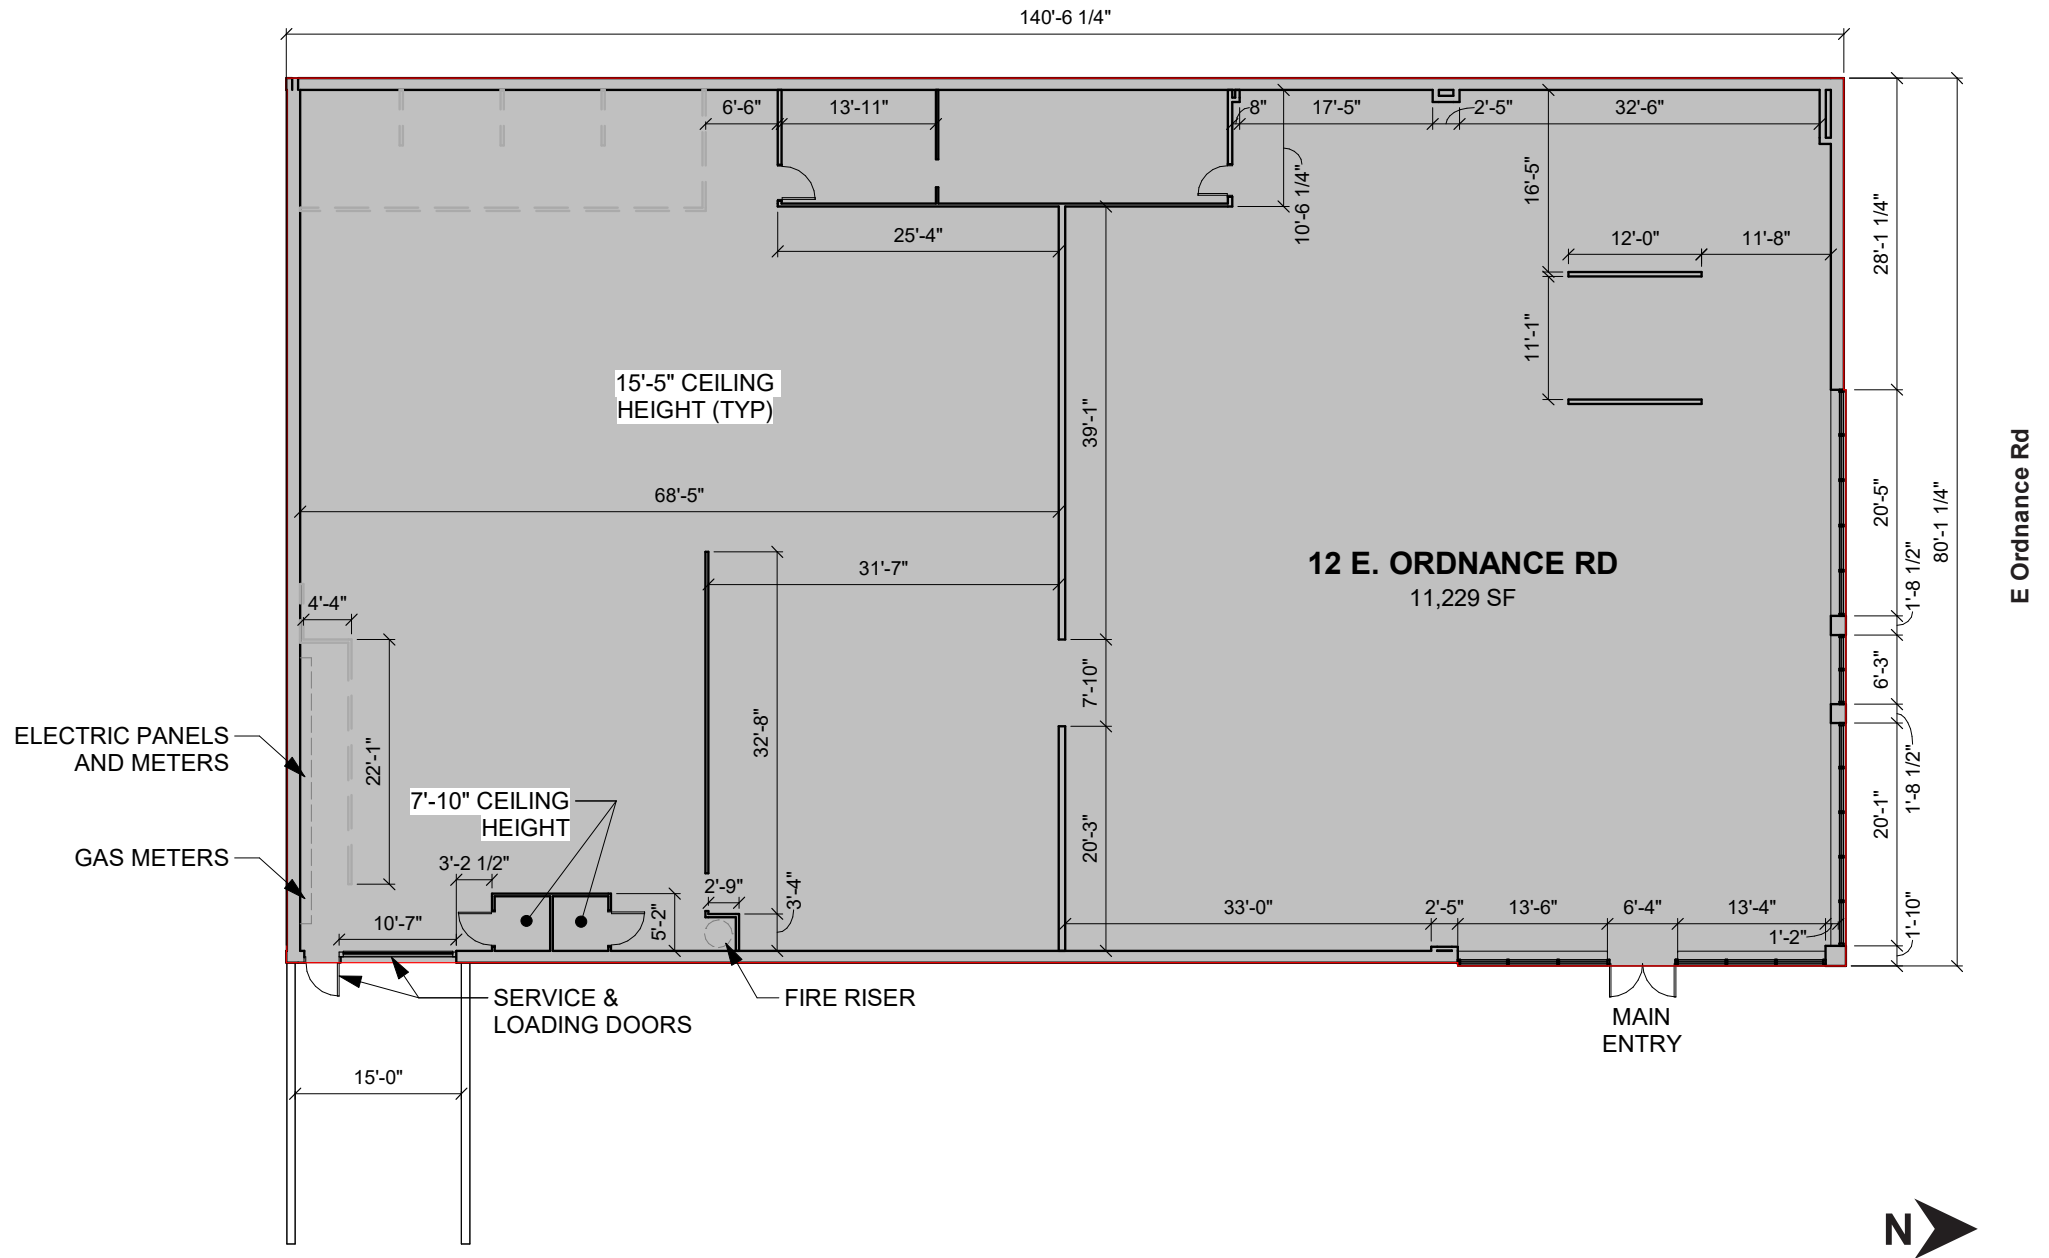 140'-6 1/4"
6'-6"
13'-11"
8"
17'-5"
2'-5"
32'-6"
16'-5"
10'-6 1/4"
28'-1 1/4"
25'-4"
12'-0"
11'-8"
11'-1"
15'-5" CEILING
HEIGHT (TYP)
39'-1"
68'-5"
20'-5"
80'-1 1/4"
E Ordnance Rd
12 E. ORDNANCE RD
11,229 SF
31'-7"
1'-8 1/2"
4'-4"
7'-10"
6'-3"
ELECTRIC PANELS
AND METERS
22'-1"
32'-8"
1'-8 1/2"
7'-10" CEILING
HEIGHT
20'-3"
20'-1"
GAS METERS
3'-2 1/2"
2'-9"
3'-4"
10'-7"
5'-2"
33'-0"
2'-5"
13'-6"
6'-4"
13'-4"
1'-2"
1'-10"
SERVICE &
LOADING DOORS
FIRE RISER
MAIN
ENTRY
15'-0"
N